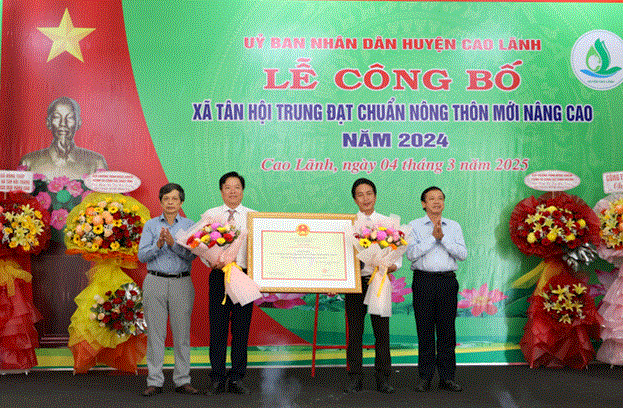 ỦY BAN NHÂN DÂN HUYỆN CAO LÃNH
LỄ CÔNG BỐ
XÃ TÂN HỘI TRUNG ĐẠT CHUẨN NÔNG THÔN MỚI NÂNG CAO
NĂM 2024
Cao Lãnh, ngày 04 tháng 3 năm 2025